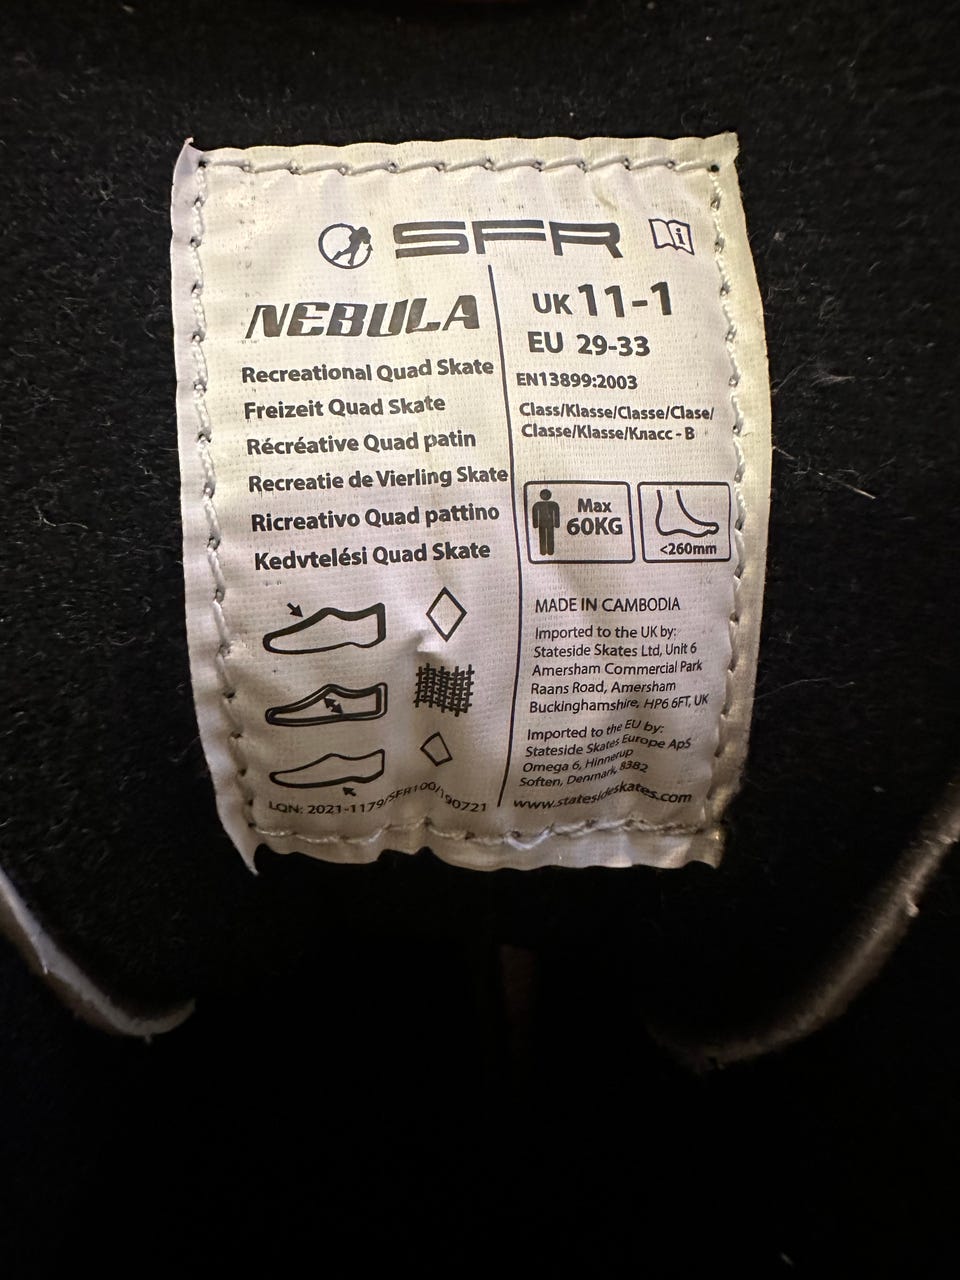 SFR
NEBULA
Recreational Quad Skate
Freizeit Quad Skate
Récréative Quad patin
Recreatie de Vierling Skate
Ricreativo Quad pattino
Kedvtelési Quad Skate
LQN: 2021-1179/SFR100/190721
UK 11-1
EU 29-33
EN13899:2003
Class/Klasse/Classe/Clase/
Classe/Klasse/Класс - B
Max
60KG
<260mm
MADE IN CAMBODIA
Imported to the UK by:
Stateside Skates Ltd, Unit 6
Amersham Commercial Park
Raans Road, Amersham
Buckinghamshire, HP6 6FT, UK
Imported to the EU by:
Stateside Skates Europe ApS
Omega 6, Hinnerup
Soften, Denmark, 8382
www.statesideskates.com